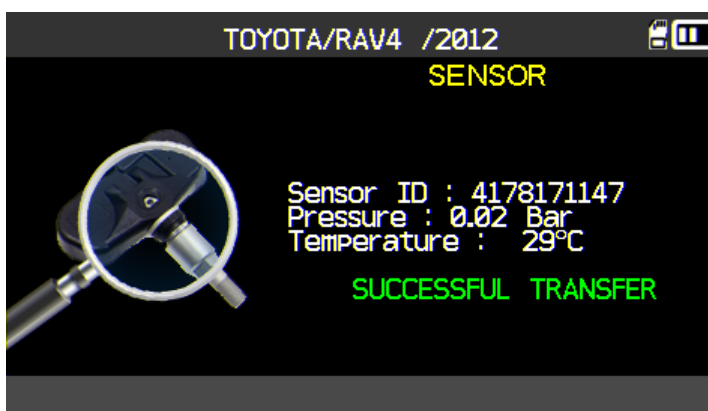 TOYOTA/RAV4 /2012
SENSOR
Sensor ID : 4178171147
Pressure : 0.02 Bar
Temperature : 29°C
SUCCESSFUL TRANSFER